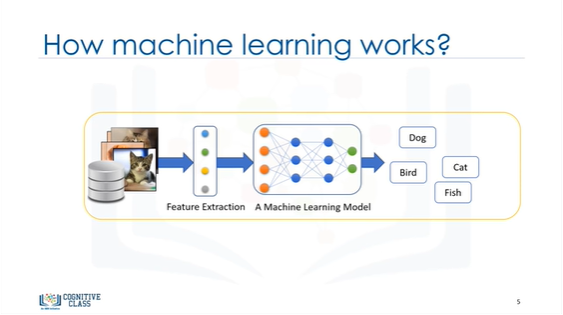 How machine learning works?
Dog
Bird
Cat
Fish
Feature Extraction
A Machine Learning Model
COGNITIVE
CLASS
5